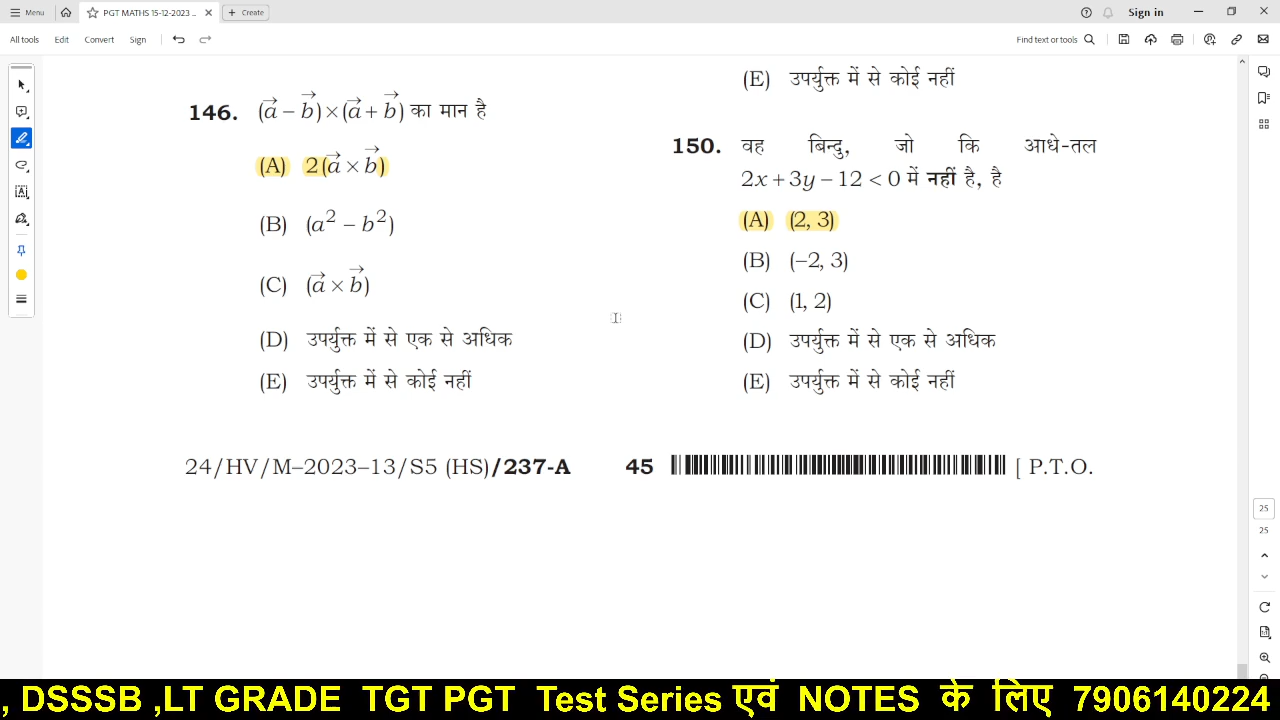 Menu
PGT MATHS 15-12-2023 ...
+ Create
Sign in
All tools Edit Convert Sign
Find text or tools
146. (a⃗ − b⃗)×(a⃗ + b⃗) का मान है
(A) 2(a⃗ × b⃗)
(B) (a² − b²)
(C) (a⃗ × b⃗)
(D) उपर्युक्त में से एक से अधिक
(E) उपर्युक्त में से कोई नहीं
(E) उपर्युक्त में से कोई नहीं
150. वह बिन्दु, जो कि आधे-तल
2x + 3y − 12 < 0 में नहीं है, है
(A) (2, 3)
(B) (−2, 3)
(C) (1, 2)
(D) उपर्युक्त में से एक से अधिक
(E) उपर्युक्त में से कोई नहीं
24/HV/M–2023–13/S5 (HS)/237-A 45 [ P.T.O.
25
25
, DSSSB ,LT GRADE TGT PGT Test Series एवं NOTES के लिए 7906140224